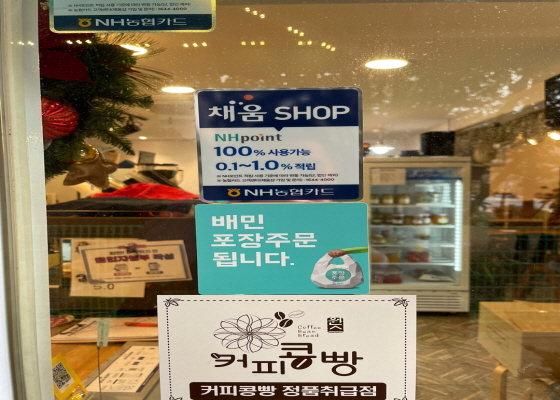 NH농협카드
채움 SHOP
NHpoint
100% 사용가능
0.1~1.0% 적립
NH농협카드
배민
포장주문
됩니다.
Coffee
Bean
Bread
커피콩빵
커피콩빵 정품취급점